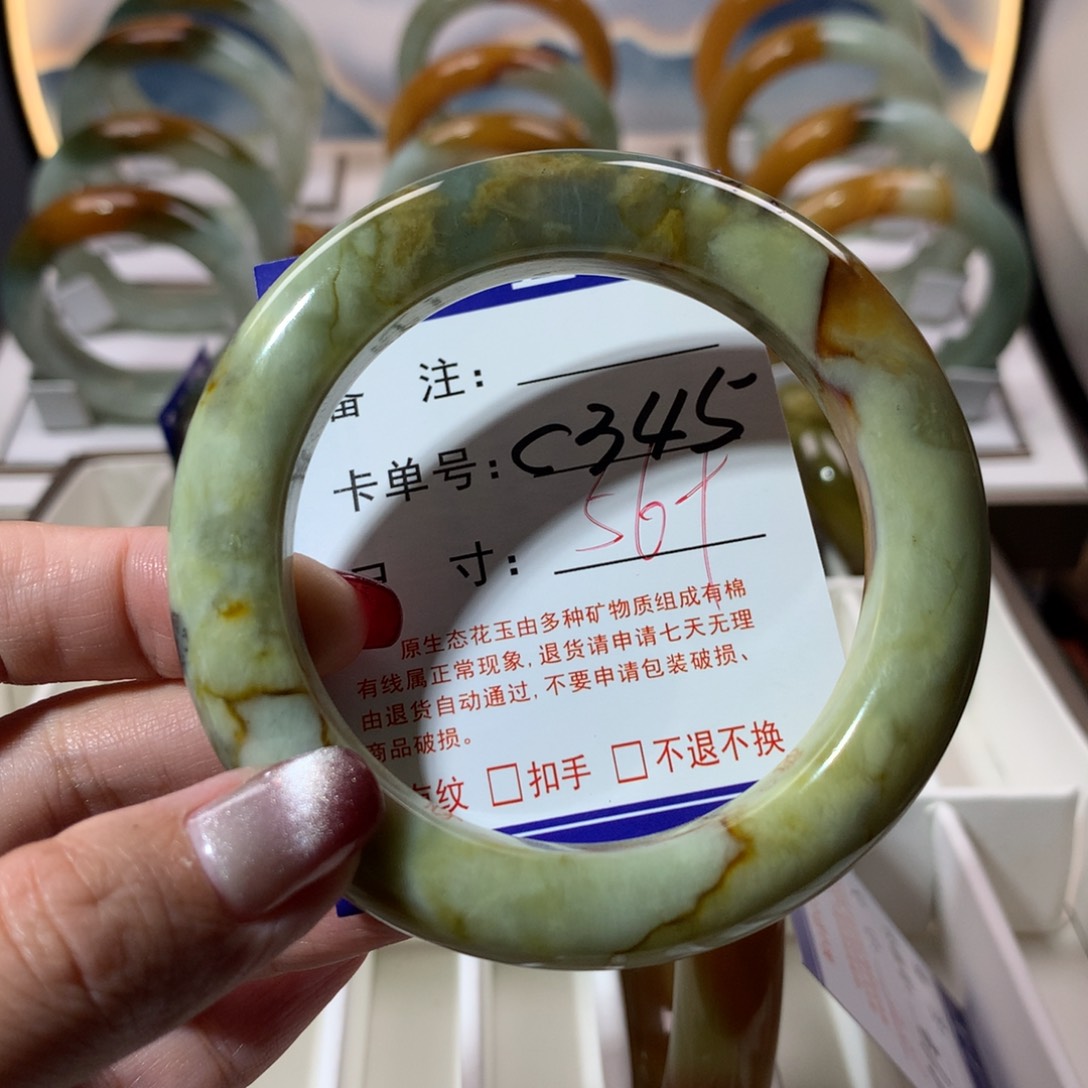 备 注：
卡单号：C345
尺 寸：56+
原生态花玉由多种矿物质组成有棉
有线属正常现象，退货请申请七天无理
由退货自动通过，不要申请包装破损、
商品破损。
纹 □扣手 □不退不换